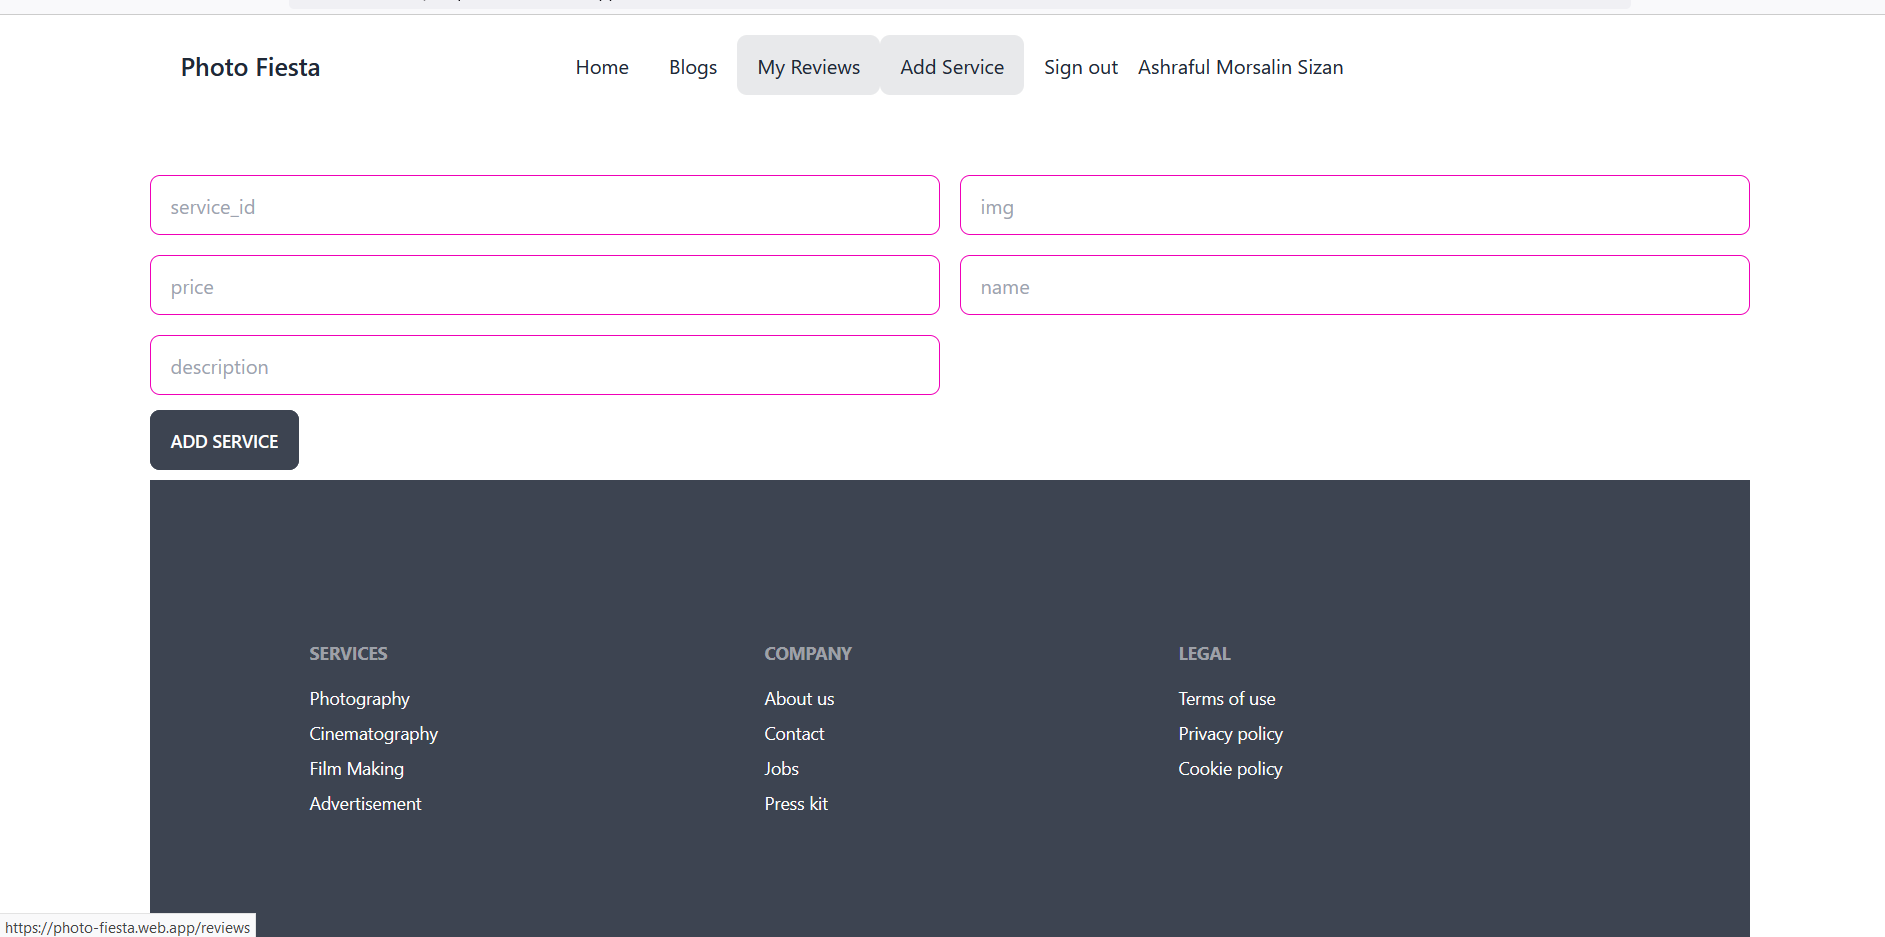 Photo Fiesta Home Blogs My Reviews Add Service Sign out Ashraful Morsalin Sizan
service_id img
price name
description
ADD SERVICE
SERVICES COMPANY LEGAL
Photography About us Terms of use
Cinematography Contact Privacy policy
Film Making Jobs Cookie policy
Advertisement Press kit
https://photo-fiesta.web.app/reviews